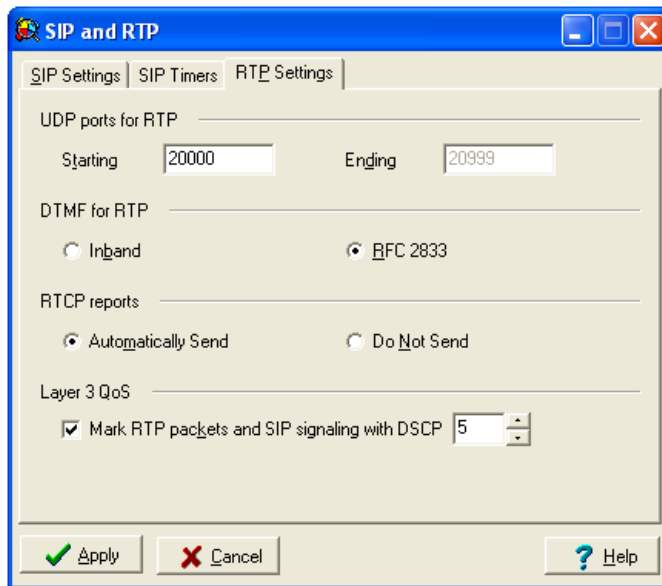 SIP and RTP
SIP Settings SIP Timers RTP Settings
UDP ports for RTP
Starting 20000 Ending 20999
DTMF for RTP
Inband RFC 2833
RTCP reports
Automatically Send Do Not Send
Layer 3 QoS
Mark RTP packets and SIP signaling with DSCP 5
Apply Cancel ? Help